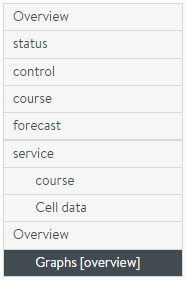 Overview
status
control
course
forecast
service
course
Cell data
Overview
Graphs [overview]